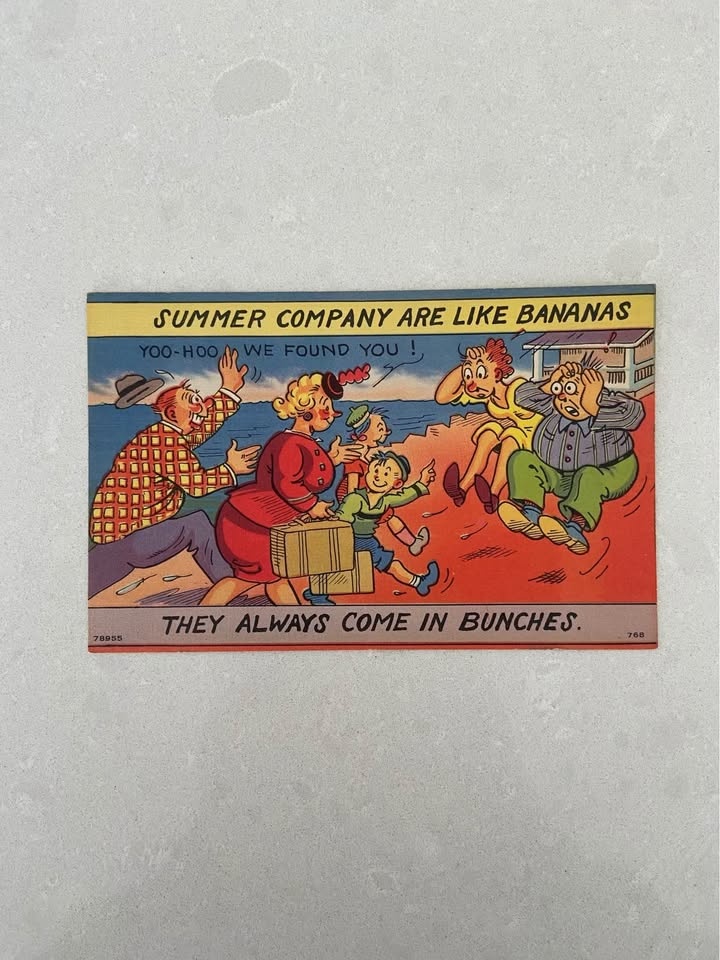 SUMMER COMPANY ARE LIKE BANANAS
YOO-HOO WE FOUND YOU !
THEY ALWAYS COME IN BUNCHES.
78955
768